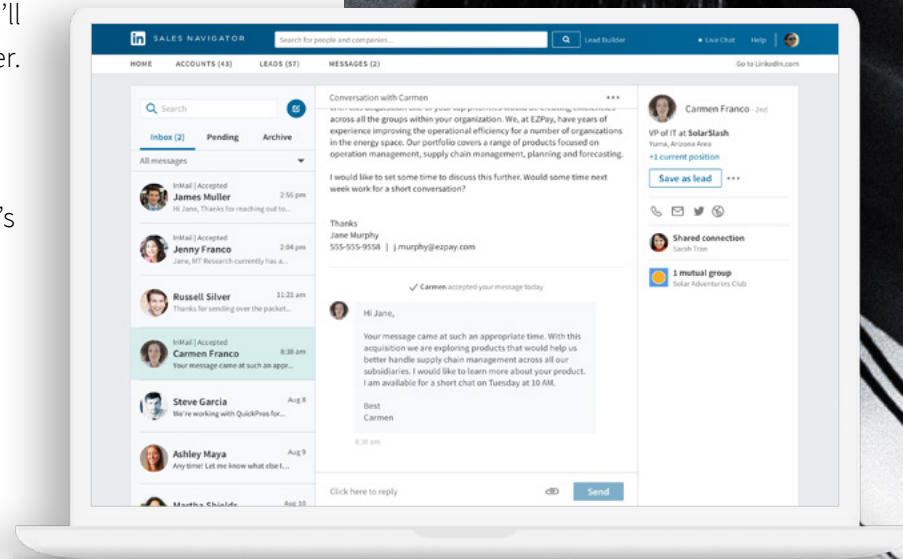 'll
er.
's
in SALES NAVIGATOR
Search for people and companies...
Lead Builder
Live Chat
Help
HOME
ACCOUNTS (43)
LEADS (57)
MESSAGES (2)
Go to LinkedIn.com
Search
Inbox (2)
Pending
Archive
All messages
InMail | Accepted
James Muller
2:56 pm
Hi Jane, Thanks for reaching out to...
InMail | Accepted
Jenny Franco
2:04 pm
Jane, MT Research currently has a...
Russell Silver
11:21 am
Thanks for sending over the packet...
InMail | Accepted
Carmen Franco
8:38 am
Your message came at such an appr...
Steve Garcia
Aug 8
We're working with QuickPres for...
Ashley Maya
Aug 9
Any time! Let me know what else I...
Martha Shields
Aug 10
Conversation with Carmen
across all the groups within your organization. We, at EZPay, have years of
experience improving the operational efficiency for a number of organizations
in the energy space. Our portfolio covers a range of products focused on
operation management, supply chain management, planning and forecasting.
I would like to set some time to discuss this further. Would some time next
week work for a short conversation?
Thanks
Jane Murphy
555-555-9558 | j.murphy@ezpay.com
Carmen accepted your message today
Hi Jane,
Your message came at such an appropriate time. With this
acquisition we are exploring products that would help us
better handle supply chain management across all our
subsidiaries. I would like to learn more about your product.
I am available for a short chat on Tuesday at 10 AM.
Best
Carmen
8:38 am
Click here to reply
Send
Carmen Franco · 2nd
VP of IT at SolarSlash
Yuma, Arizona Area
+1 current position
Save as lead
Shared connection
Sarah Tran
1 mutual group
Solar Adventures Club